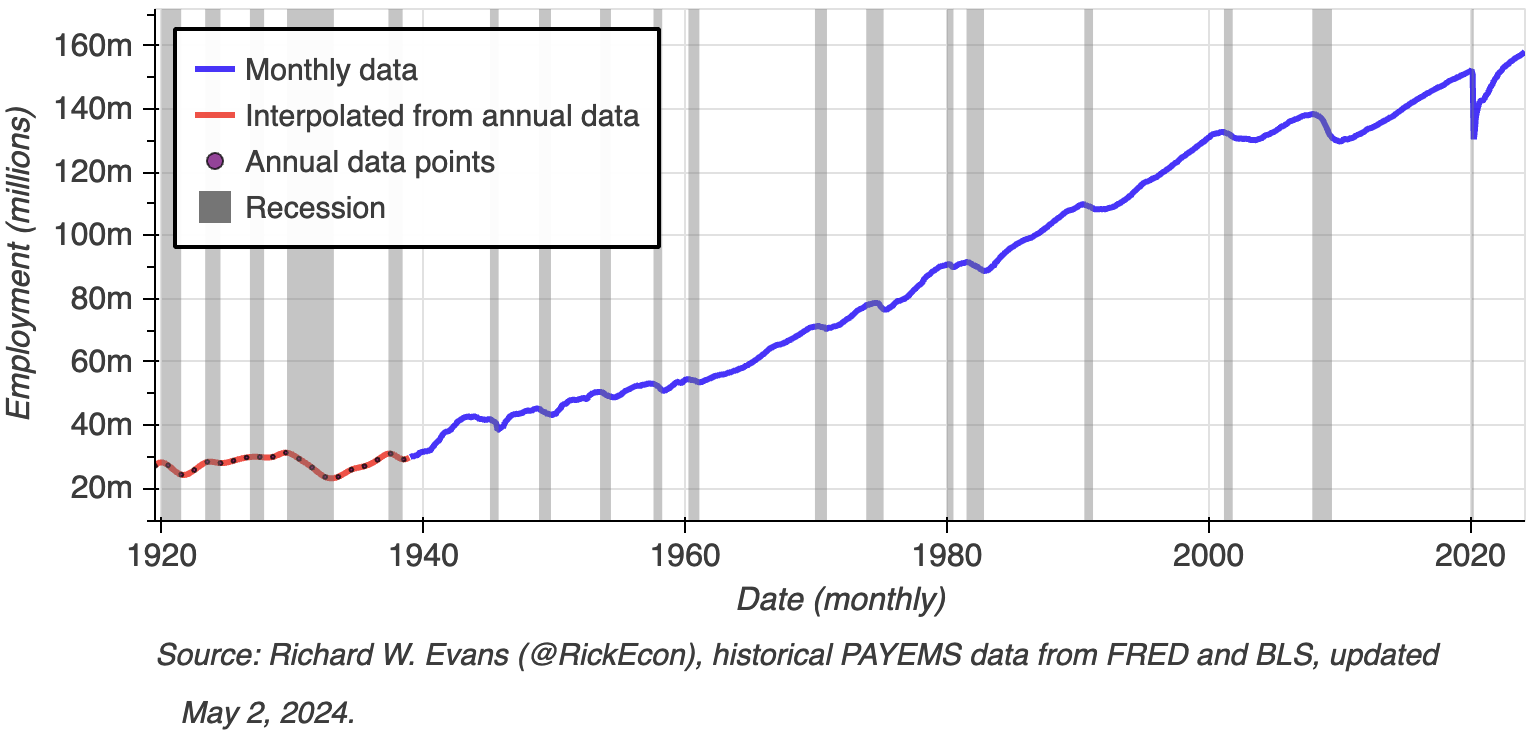 160m
140m
120m
100m
80m
60m
40m
20m
Employment (millions)
Monthly data
Interpolated from annual data
Annual data points
Recession
1920 1940 1960 1980 2000 2020
Date (monthly)
Source: Richard W. Evans (@RickEcon), historical PAYEMS data from FRED and BLS, updated
May 2, 2024.